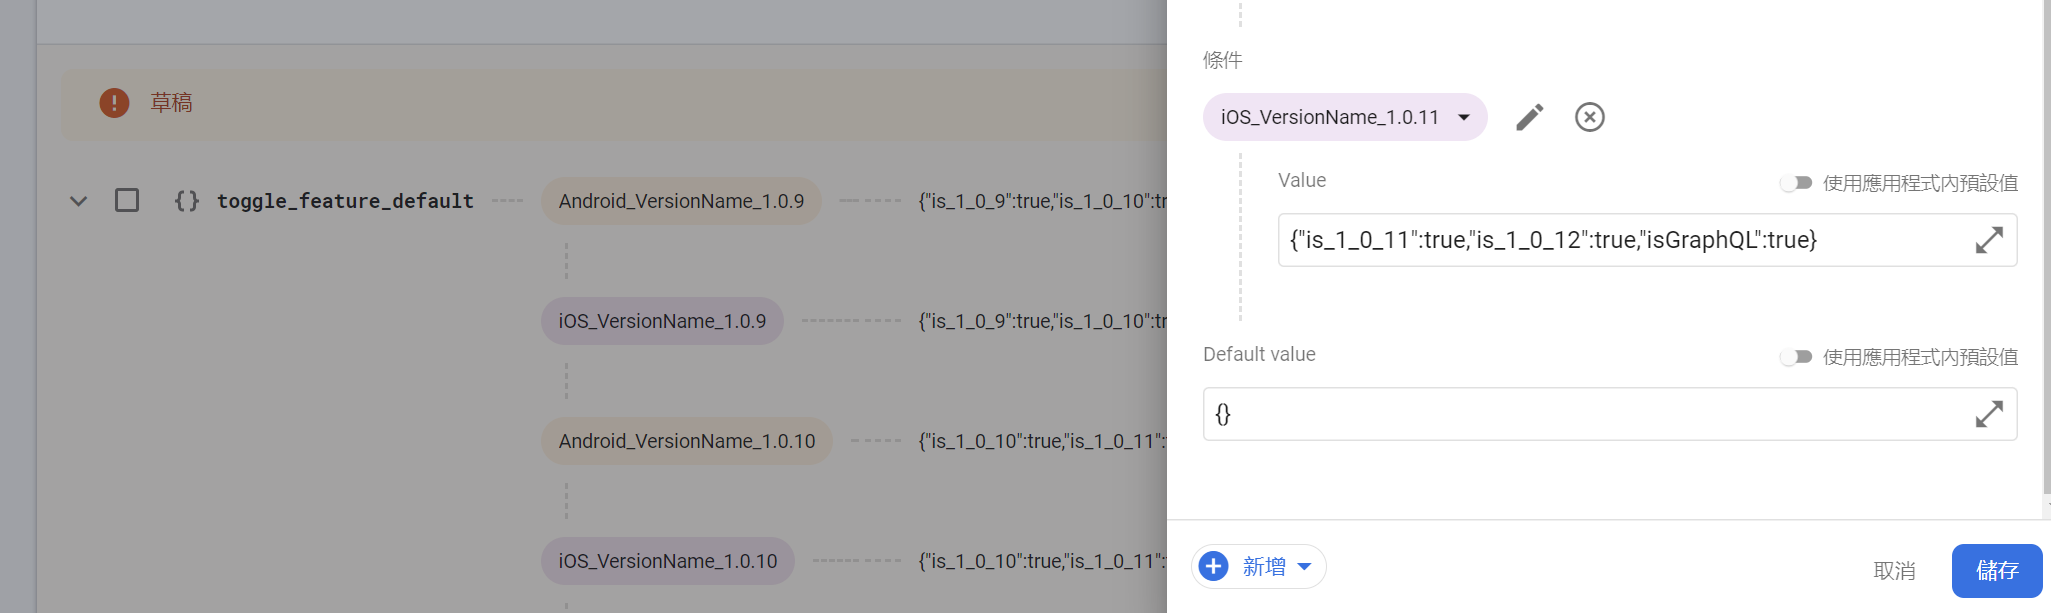 草稿
toggle_feature_default
Android_VersionName_1.0.9
{"is_1_0_9":true,"is_1_0_10":tr
iOS_VersionName_1.0.9
{"is_1_0_9":true,"is_1_0_10":tr
Android_VersionName_1.0.10
{"is_1_0_10":true,"is_1_0_11":
iOS_VersionName_1.0.10
{"is_1_0_10":true,"is_1_0_11":
條件
iOS_VersionName_1.0.11
Value
使用應用程式內預設值
{"is_1_0_11":true,"is_1_0_12":true,"isGraphQL":true}
Default value
使用應用程式內預設值
{}
新增
取消
儲存